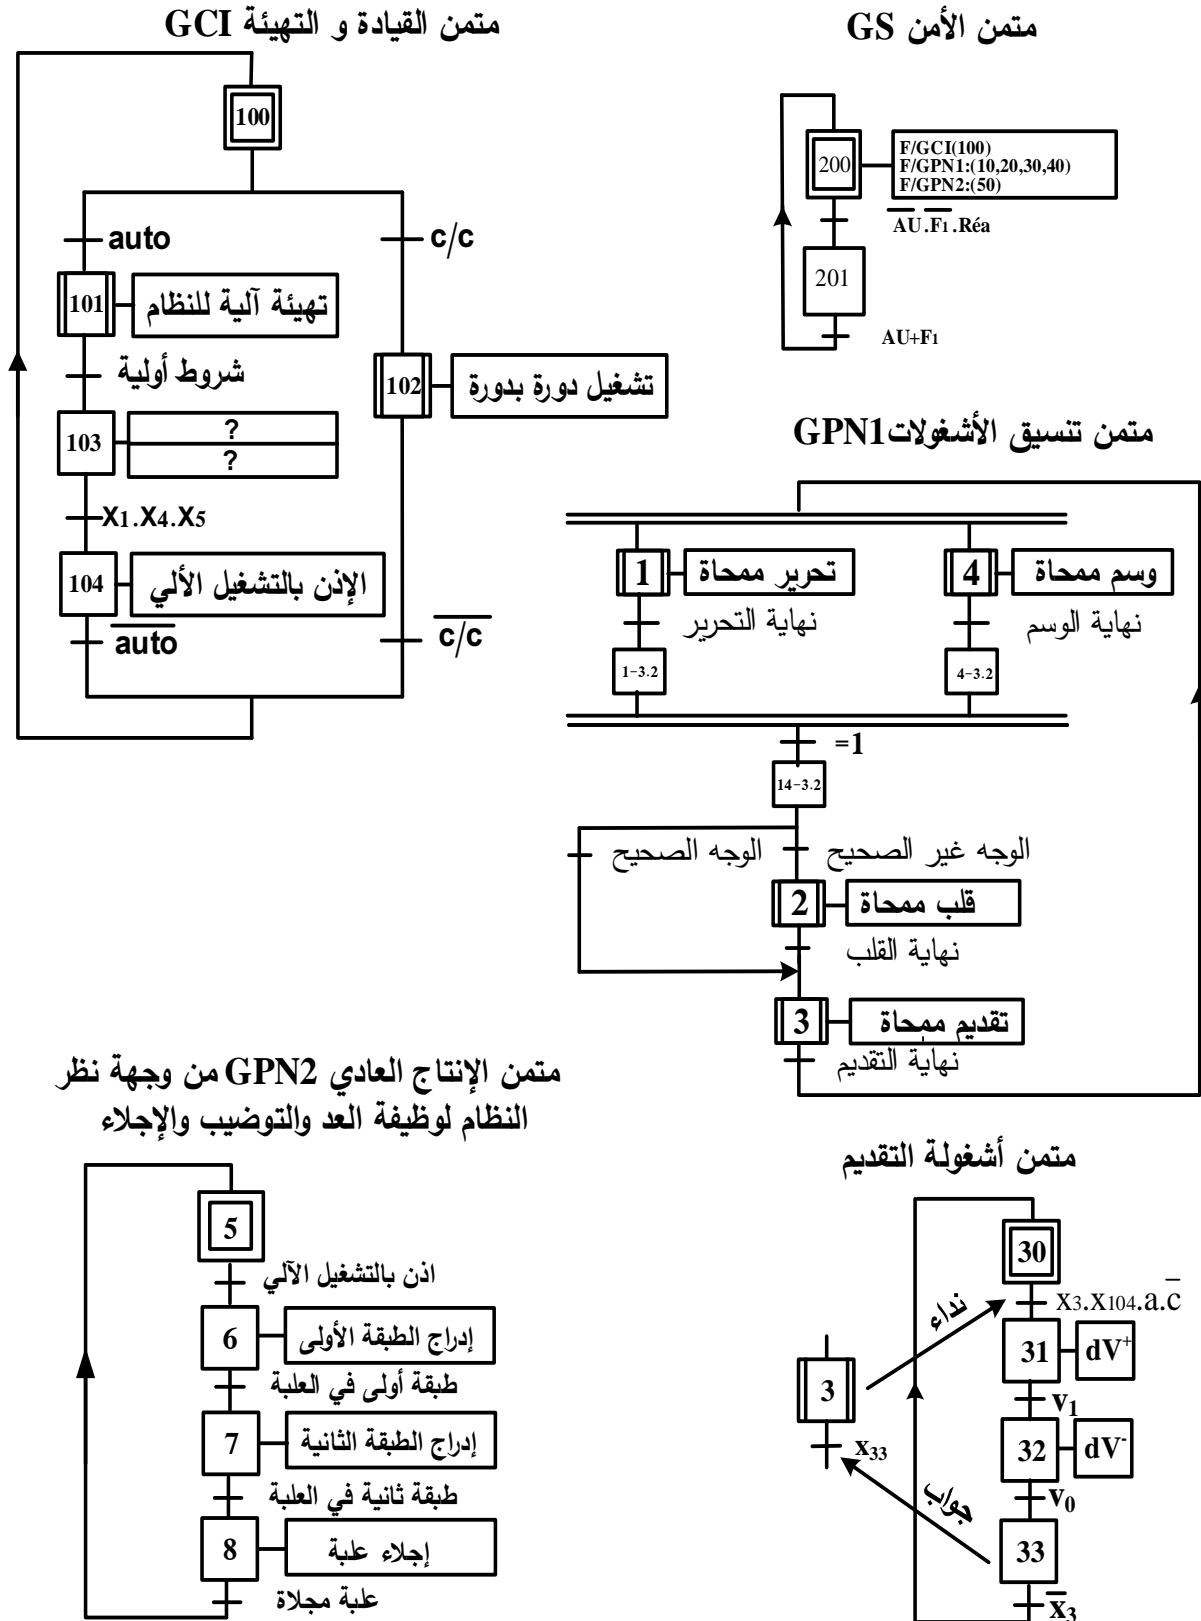 متمن القيادة و التهيئة GCI
100
auto
c/c
101
تهيئة آلية للنظام
شروط أولية
102
تشغيل دورة بدورة
103
?
?
X1.X4.X5
104
الإذن بالتشغيل الألي
a̅u̅t̅o̅
c̅/̅c̅
متمن الأمن GS
200
F/GCI(100)
F/GPN1:(10,20,30,40)
F/GPN2:(50)
A̅U̅.F̅1.Réa
201
AU+F1
متمن تنسيق الأشغولات GPN1
1
تحرير ممحاة
4
وسم ممحاة
نهاية التحرير
نهاية الوسم
1-3.2
4-3.2
=1
14-3.2
الوجه غير الصحيح
الوجه الصحيح
2
قلب ممحاة
نهاية القلب
3
تقديم ممحاة
نهاية التقديم
متمن الإنتاج العادي GPN2 من وجهة نظر
النظام لوظيفة العد والتوضيب والإجلاء
5
اذن بالتشغيل الآلي
6
إدراج الطبقة الأولى
طبقة أولى في العلبة
7
إدراج الطبقة الثانية
طبقة ثانية في العلبة
8
إجلاء علبة
علبة مجلاة
متمن أشغولة التقديم
30
نداء
X3.X104.a.c̅
31
dV⁺
3
v₁
x₃₃
32
dV⁻
جواب
v₀
33
x̅₃